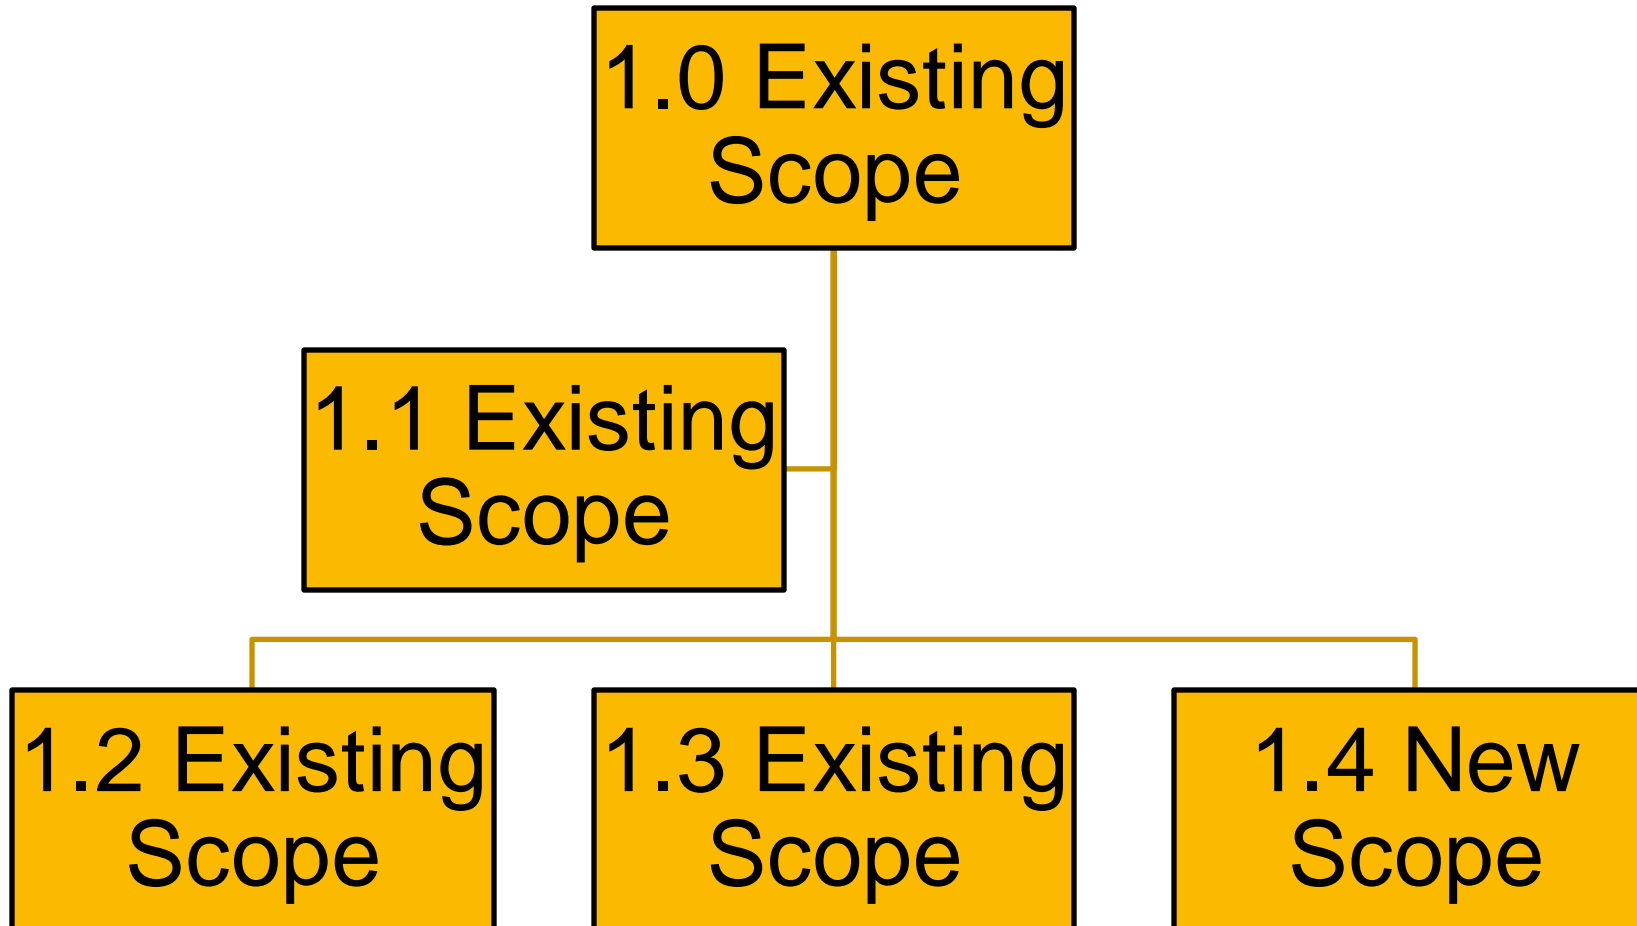 1.0 Existing
Scope
1.1 Existing
Scope
1.2 Existing
Scope
1.3 Existing
Scope
1.4 New
Scope